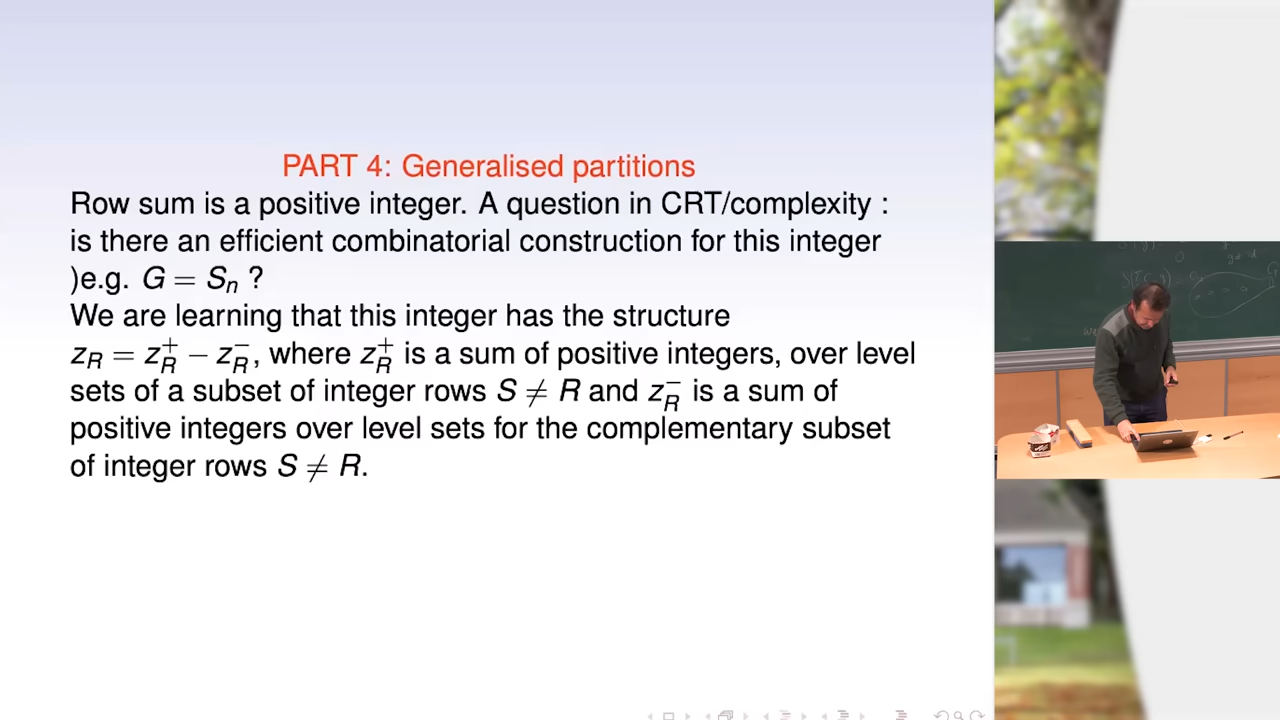 PART 4: Generalised partitions
Row sum is a positive integer. A question in CRT/complexity :
is there an efficient combinatorial construction for this integer
)e.g. G = Sₙ ?
We are learning that this integer has the structure
z_R = z_R^+ − z_R^-, where z_R^+ is a sum of positive integers, over level
sets of a subset of integer rows S ≠ R and z_R^- is a sum of
positive integers over level sets for the complementary subset
of integer rows S ≠ R.